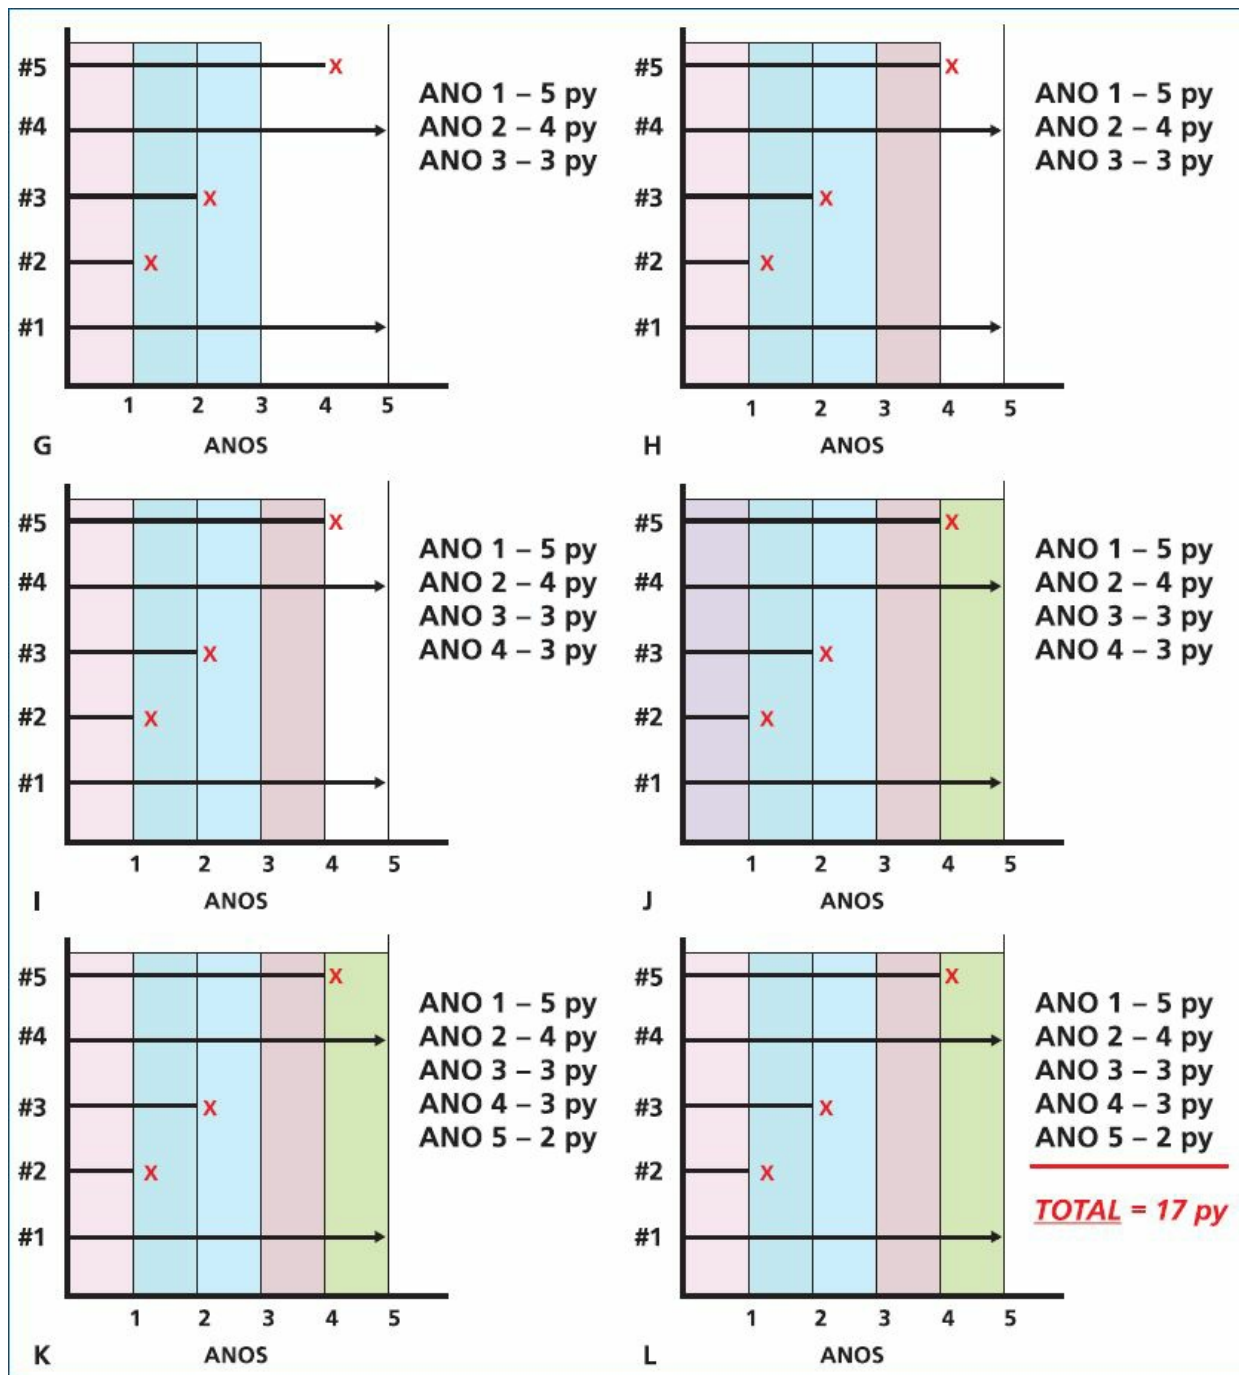 #5 X
ANO 1 – 5 py
#4
ANO 2 – 4 py
ANO 3 – 3 py
#3 X
#2 X
#1
1 2 3 4 5
G ANOS
#5 X
ANO 1 – 5 py
#4
ANO 2 – 4 py
ANO 3 – 3 py
#3 X
#2 X
#1
1 2 3 4 5
H ANOS
#5 X
ANO 1 – 5 py
#4
ANO 2 – 4 py
ANO 3 – 3 py
#3 X
ANO 4 – 3 py
#2 X
#1
1 2 3 4 5
I ANOS
#5 X
ANO 1 – 5 py
#4
ANO 2 – 4 py
ANO 3 – 3 py
#3 X
ANO 4 – 3 py
#2 X
#1
1 2 3 4 5
J ANOS
#5 X
ANO 1 – 5 py
#4
ANO 2 – 4 py
ANO 3 – 3 py
#3 X
ANO 4 – 3 py
ANO 5 – 2 py
#2 X
#1
1 2 3 4 5
K ANOS
#5 X
ANO 1 – 5 py
#4
ANO 2 – 4 py
ANO 3 – 3 py
#3 X
ANO 4 – 3 py
ANO 5 – 2 py
#2 X
TOTAL = 17 py
#1
1 2 3 4 5
L ANOS